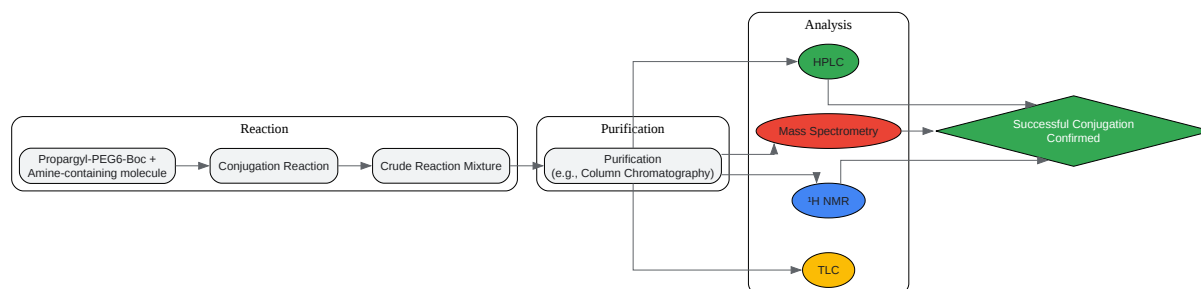 Analysis
HPLC
Reaction
Purification
Propargyl-PEG6-Boc +
Amine-containing molecule
Conjugation Reaction
Crude Reaction Mixture
Purification
(e.g., Column Chromatography)
Mass Spectrometry
Successful Conjugation
Confirmed
¹H NMR
TLC